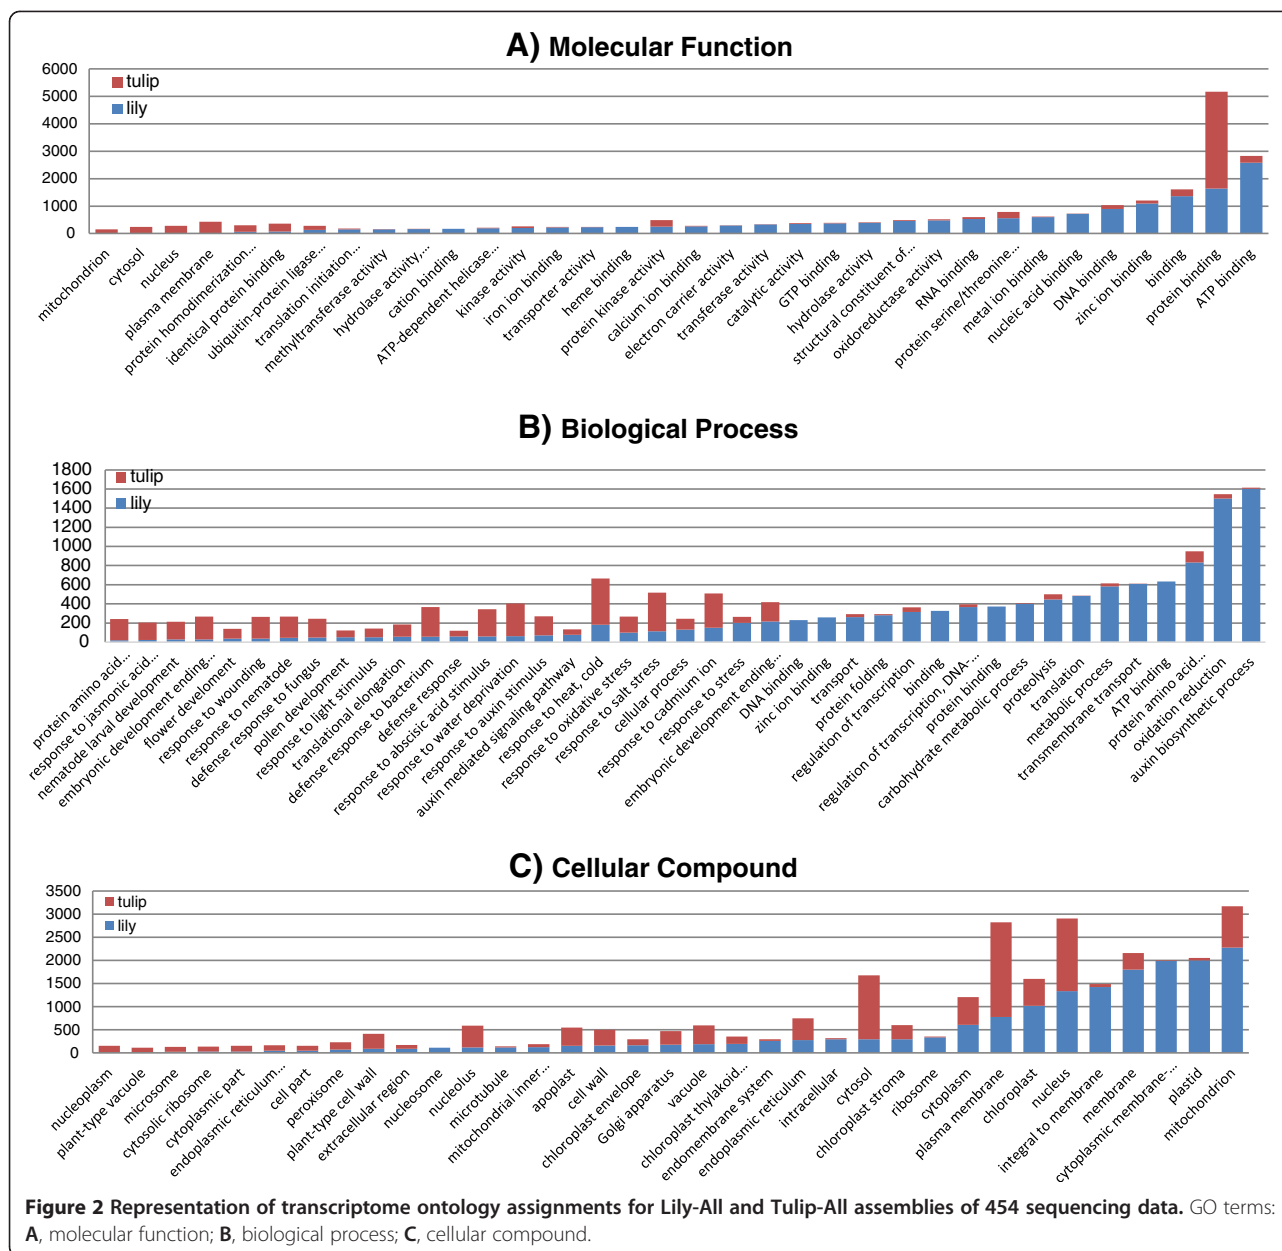 A) Molecular Function
6000
5000
4000
3000
2000
1000
0
tulip
lily
mitochondrion
cytosol
nucleus
plasma membrane
protein homodimerization...
identical protein binding
ubiquitin-protein ligase...
translation initiation...
methyltransferase activity
hydrolase activity,...
cation binding
ATP-dependent helicase...
kinase activity
iron ion binding
transporter activity
heme binding
protein kinase activity
calcium ion binding
electron carrier activity
transferase activity
catalytic activity
GTP binding
hydrolase activity
structural constituent of...
oxidoreductase activity
RNA binding
protein serine/threonine...
metal ion binding
nucleic acid binding
DNA binding
zinc ion binding
binding
protein binding
ATP binding
B) Biological Process
1800
1600
1400
1200
1000
800
600
400
200
0
tulip
lily
protein amino acid...
response to jasmonic acid...
nematode larval development
embryonic development ending...
flower develoment
response to wounding
response to nematode
defense response to fungus
pollen development
response to light stimulus
translational elongation
defense response to bacterium
defense response
response to abscisic acid stimulus
response to water deprivation
response to auxin stimulus
auxin mediated signaling pathway
response to heat, cold
response to oxidative stress
response to salt stress
cellular process
response to cadmium ion
response to stress
embryonic development ending...
DNA binding
zinc ion binding
transport
protein folding
regulation of transcription
binding
regulation of transcription, DNA-...
protein binding
carbohydrate metabolic process
proteolysis
translation
metabolic process
transmembrane transport
ATP binding
protein amino acid...
oxidation reduction
auxin biosynthetic process
C) Cellular Compound
3500
3000
2500
2000
1500
1000
500
0
tulip
lily
nucleoplasm
plant-type vacuole
microsome
cytosolic ribosome
cytoplasmic part
endoplasmic reticulum...
cell part
peroxisome
plant-type cell wall
extracellular region
nucleosome
nucleolus
microtubule
mitochondrial inner...
apoplast
cell wall
chloroplast envelope
Golgi apparatus
vacuole
chloroplast thylakoid...
endomembrane system
endoplasmic reticulum
intracellular
cytosol
chloroplast stroma
ribosome
cytoplasm
plasma membrane
chloroplast
nucleus
integral to membrane
membrane
cytoplasmic membrane-...
plastid
mitochondrion
Figure 2 Representation of transcriptome ontology assignments for Lily-All and Tulip-All assemblies of 454 sequencing data. GO terms:
A, molecular function; B, biological process; C, cellular compound.